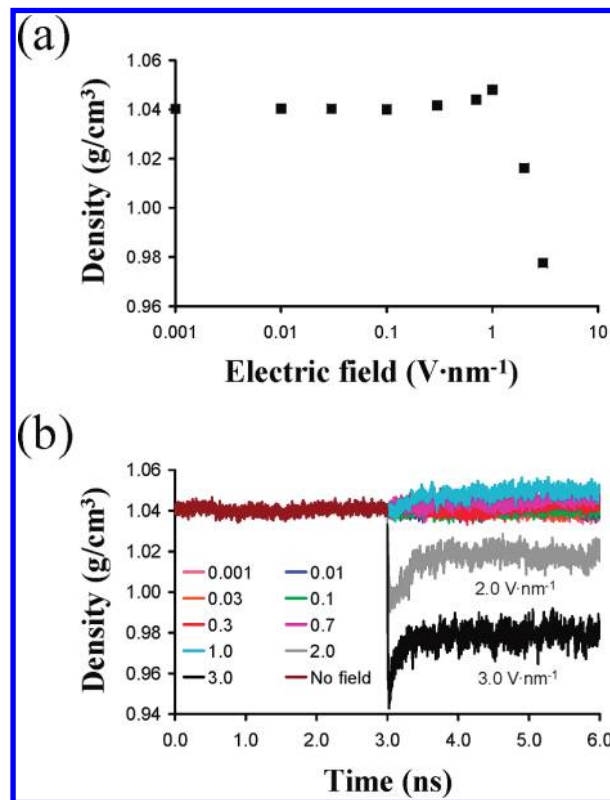 (a)
1.06
1.04
1.02
1.00
0.98
0.96
Density (g/cm³)
0.001 0.01 0.1 1 10
Electric field (V·nm⁻¹)
(b)
1.06
1.04
1.02
1.00
0.98
0.96
0.94
Density (g/cm³)
0.001 0.01
0.03 0.1
0.3 0.7
1.0 2.0
3.0 No field
2.0 V·nm⁻¹
3.0 V·nm⁻¹
0.0 1.0 2.0 3.0 4.0 5.0 6.0
Time (ns)